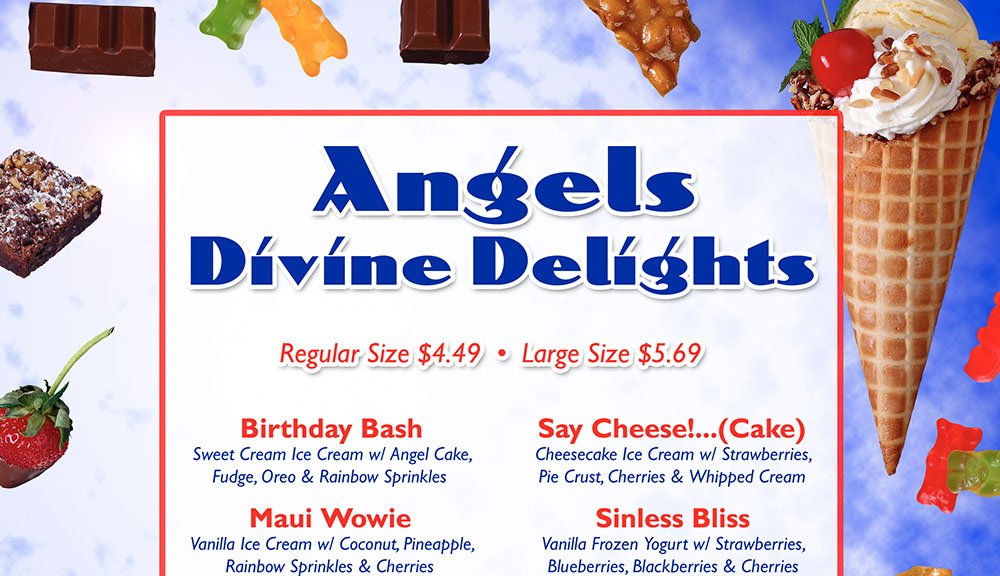 Angels
Divine Delights
Regular Size $4.49 • Large Size $5.69
Birthday Bash
Sweet Cream Ice Cream w/ Angel Cake,
Fudge, Oreo & Rainbow Sprinkles
Say Cheese!...(Cake)
Cheesecake Ice Cream w/ Strawberries,
Pie Crust, Cherries & Whipped Cream
Maui Wowie
Vanilla Ice Cream w/ Coconut, Pineapple,
Rainbow Sprinkles & Cherries
Sinless Bliss
Vanilla Frozen Yogurt w/ Strawberries,
Blueberries, Blackberries & Cherries